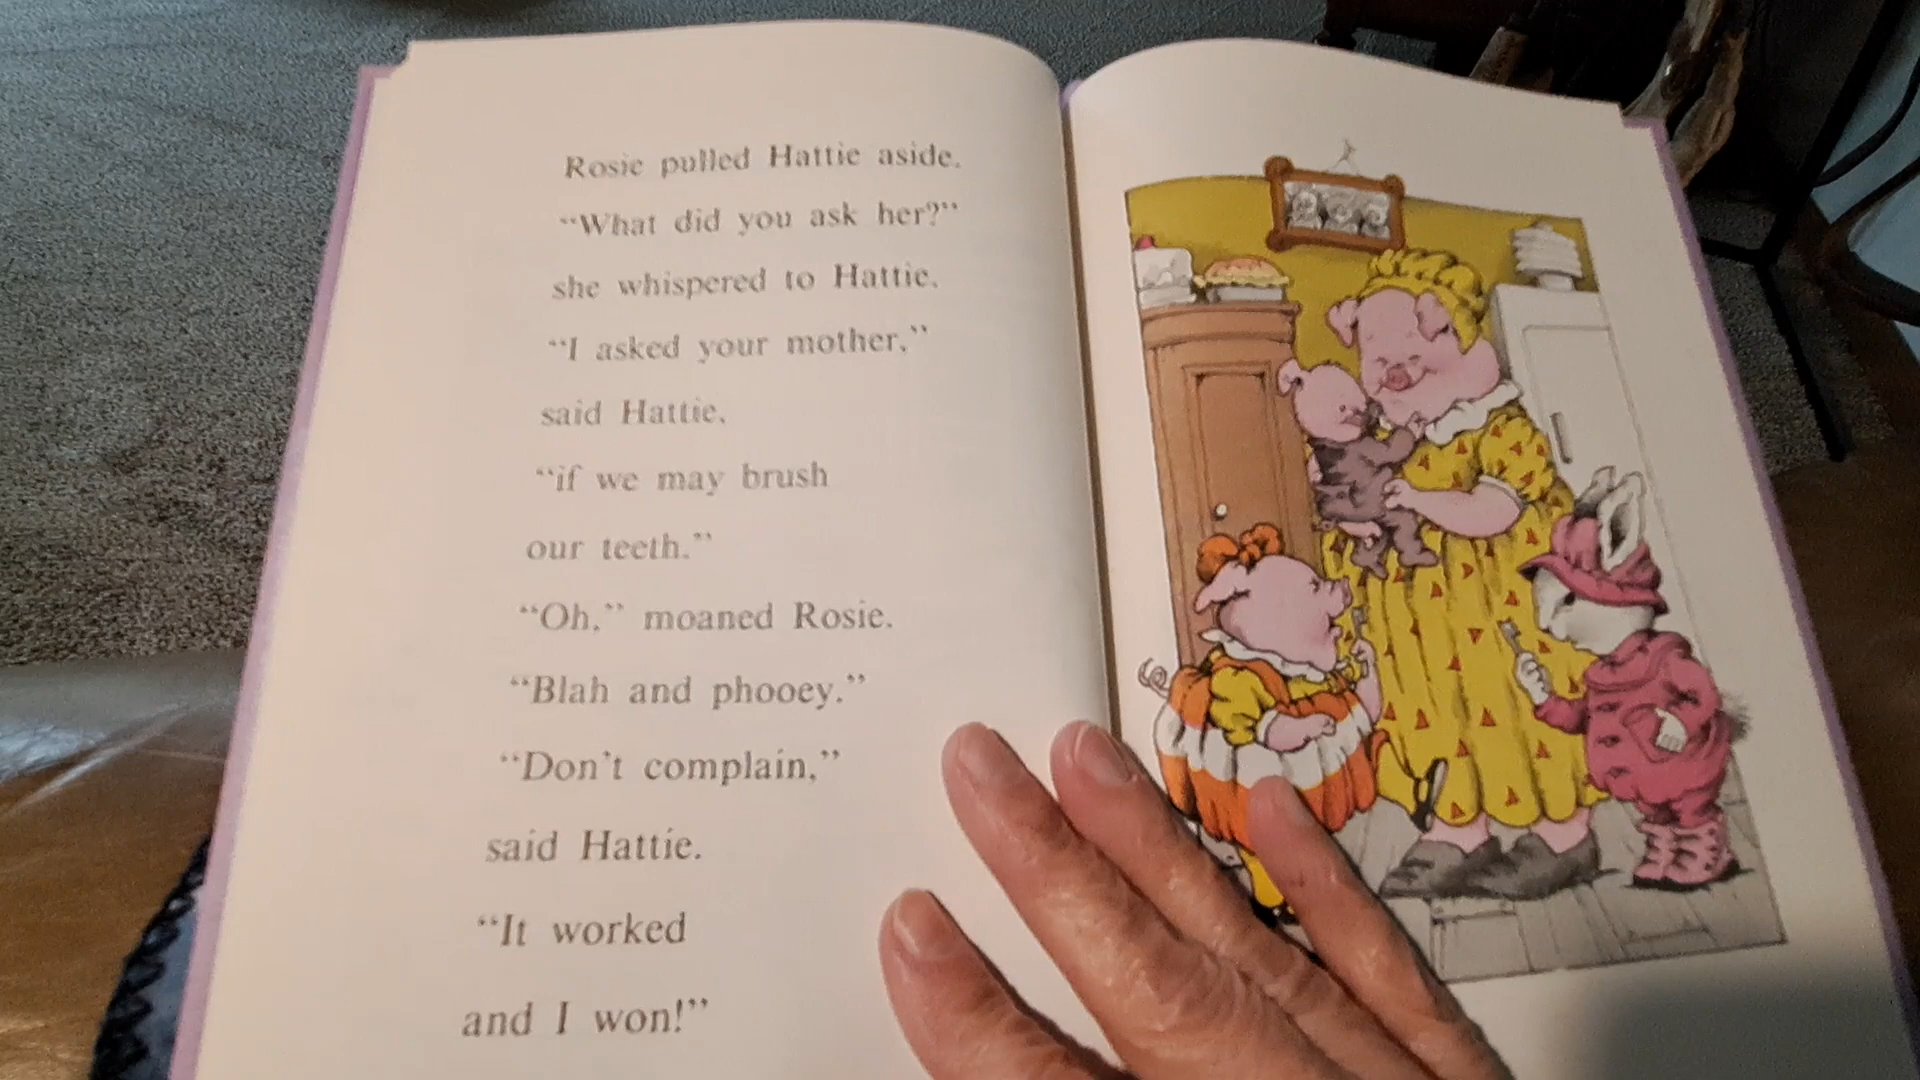 Rosie pulled Hattie aside.
“What did you ask her?”
she whispered to Hattie.
“I asked your mother,”
said Hattie,
“if we may brush
our teeth.”
“Oh,” moaned Rosie.
“Blah and phooey.”
“Don’t complain,”
said Hattie.
“It worked
and I won!”